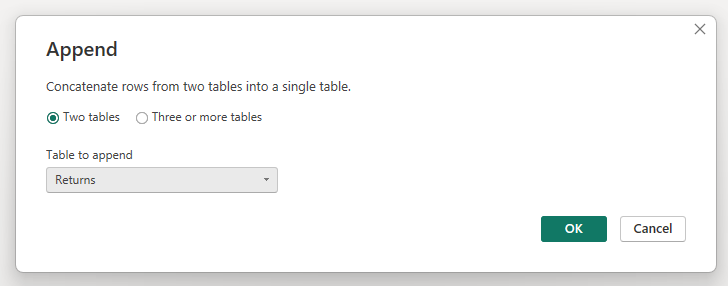 Append
Concatenate rows from two tables into a single table.
Two tables Three or more tables
Table to append
Returns
OK Cancel